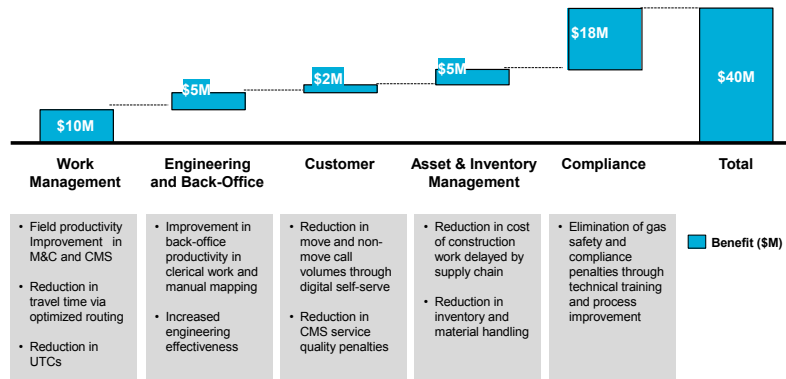 $10M
$5M
$2M
$5M
$18M
$40M
Work
Management
Engineering
and Back-Office
Customer
Asset & Inventory
Management
Compliance
Total
• Field productivity
Improvement in
M&C and CMS
• Reduction in
travel time via
optimized routing
• Reduction in
UTCs
• Improvement in
back-office
productivity in
clerical work and
manual mapping
• Increased
engineering
effectiveness
• Reduction in
move and non-
move call
volumes through
digital self-serve
• Reduction in
CMS service
quality penalties
• Reduction in cost
of construction
work delayed by
supply chain
• Reduction in
inventory and
material handling
• Elimination of gas
safety and
compliance
penalties through
technical training
and process
improvement
Benefit ($M)